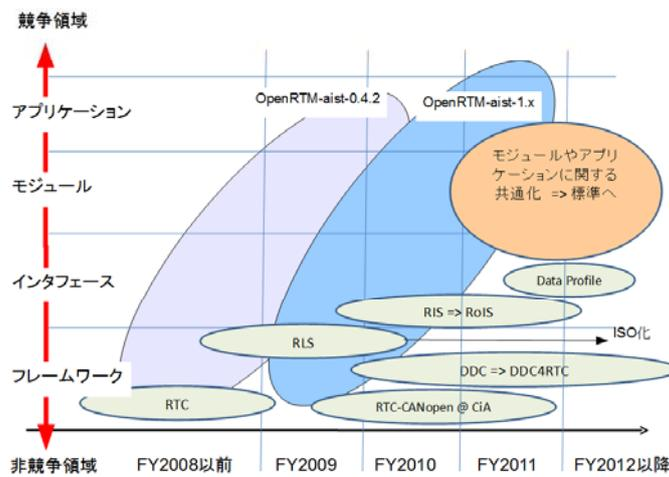 競争領域
アプリケーション
モジュール
インタフェース
フレームワーク
非競争領域
OpenRTM-aist-0.4.2
OpenRTM-aist-1.x
モジュールやアプリ
ケーションに関する
共通化 => 標準へ
Data Profile
RIS => RoIS
RLS
ISO化
DDC => DDC4RTC
RTC
RTC-CANopen @ CiA
FY2008以前
FY2009
FY2010
FY2011
FY2012以降